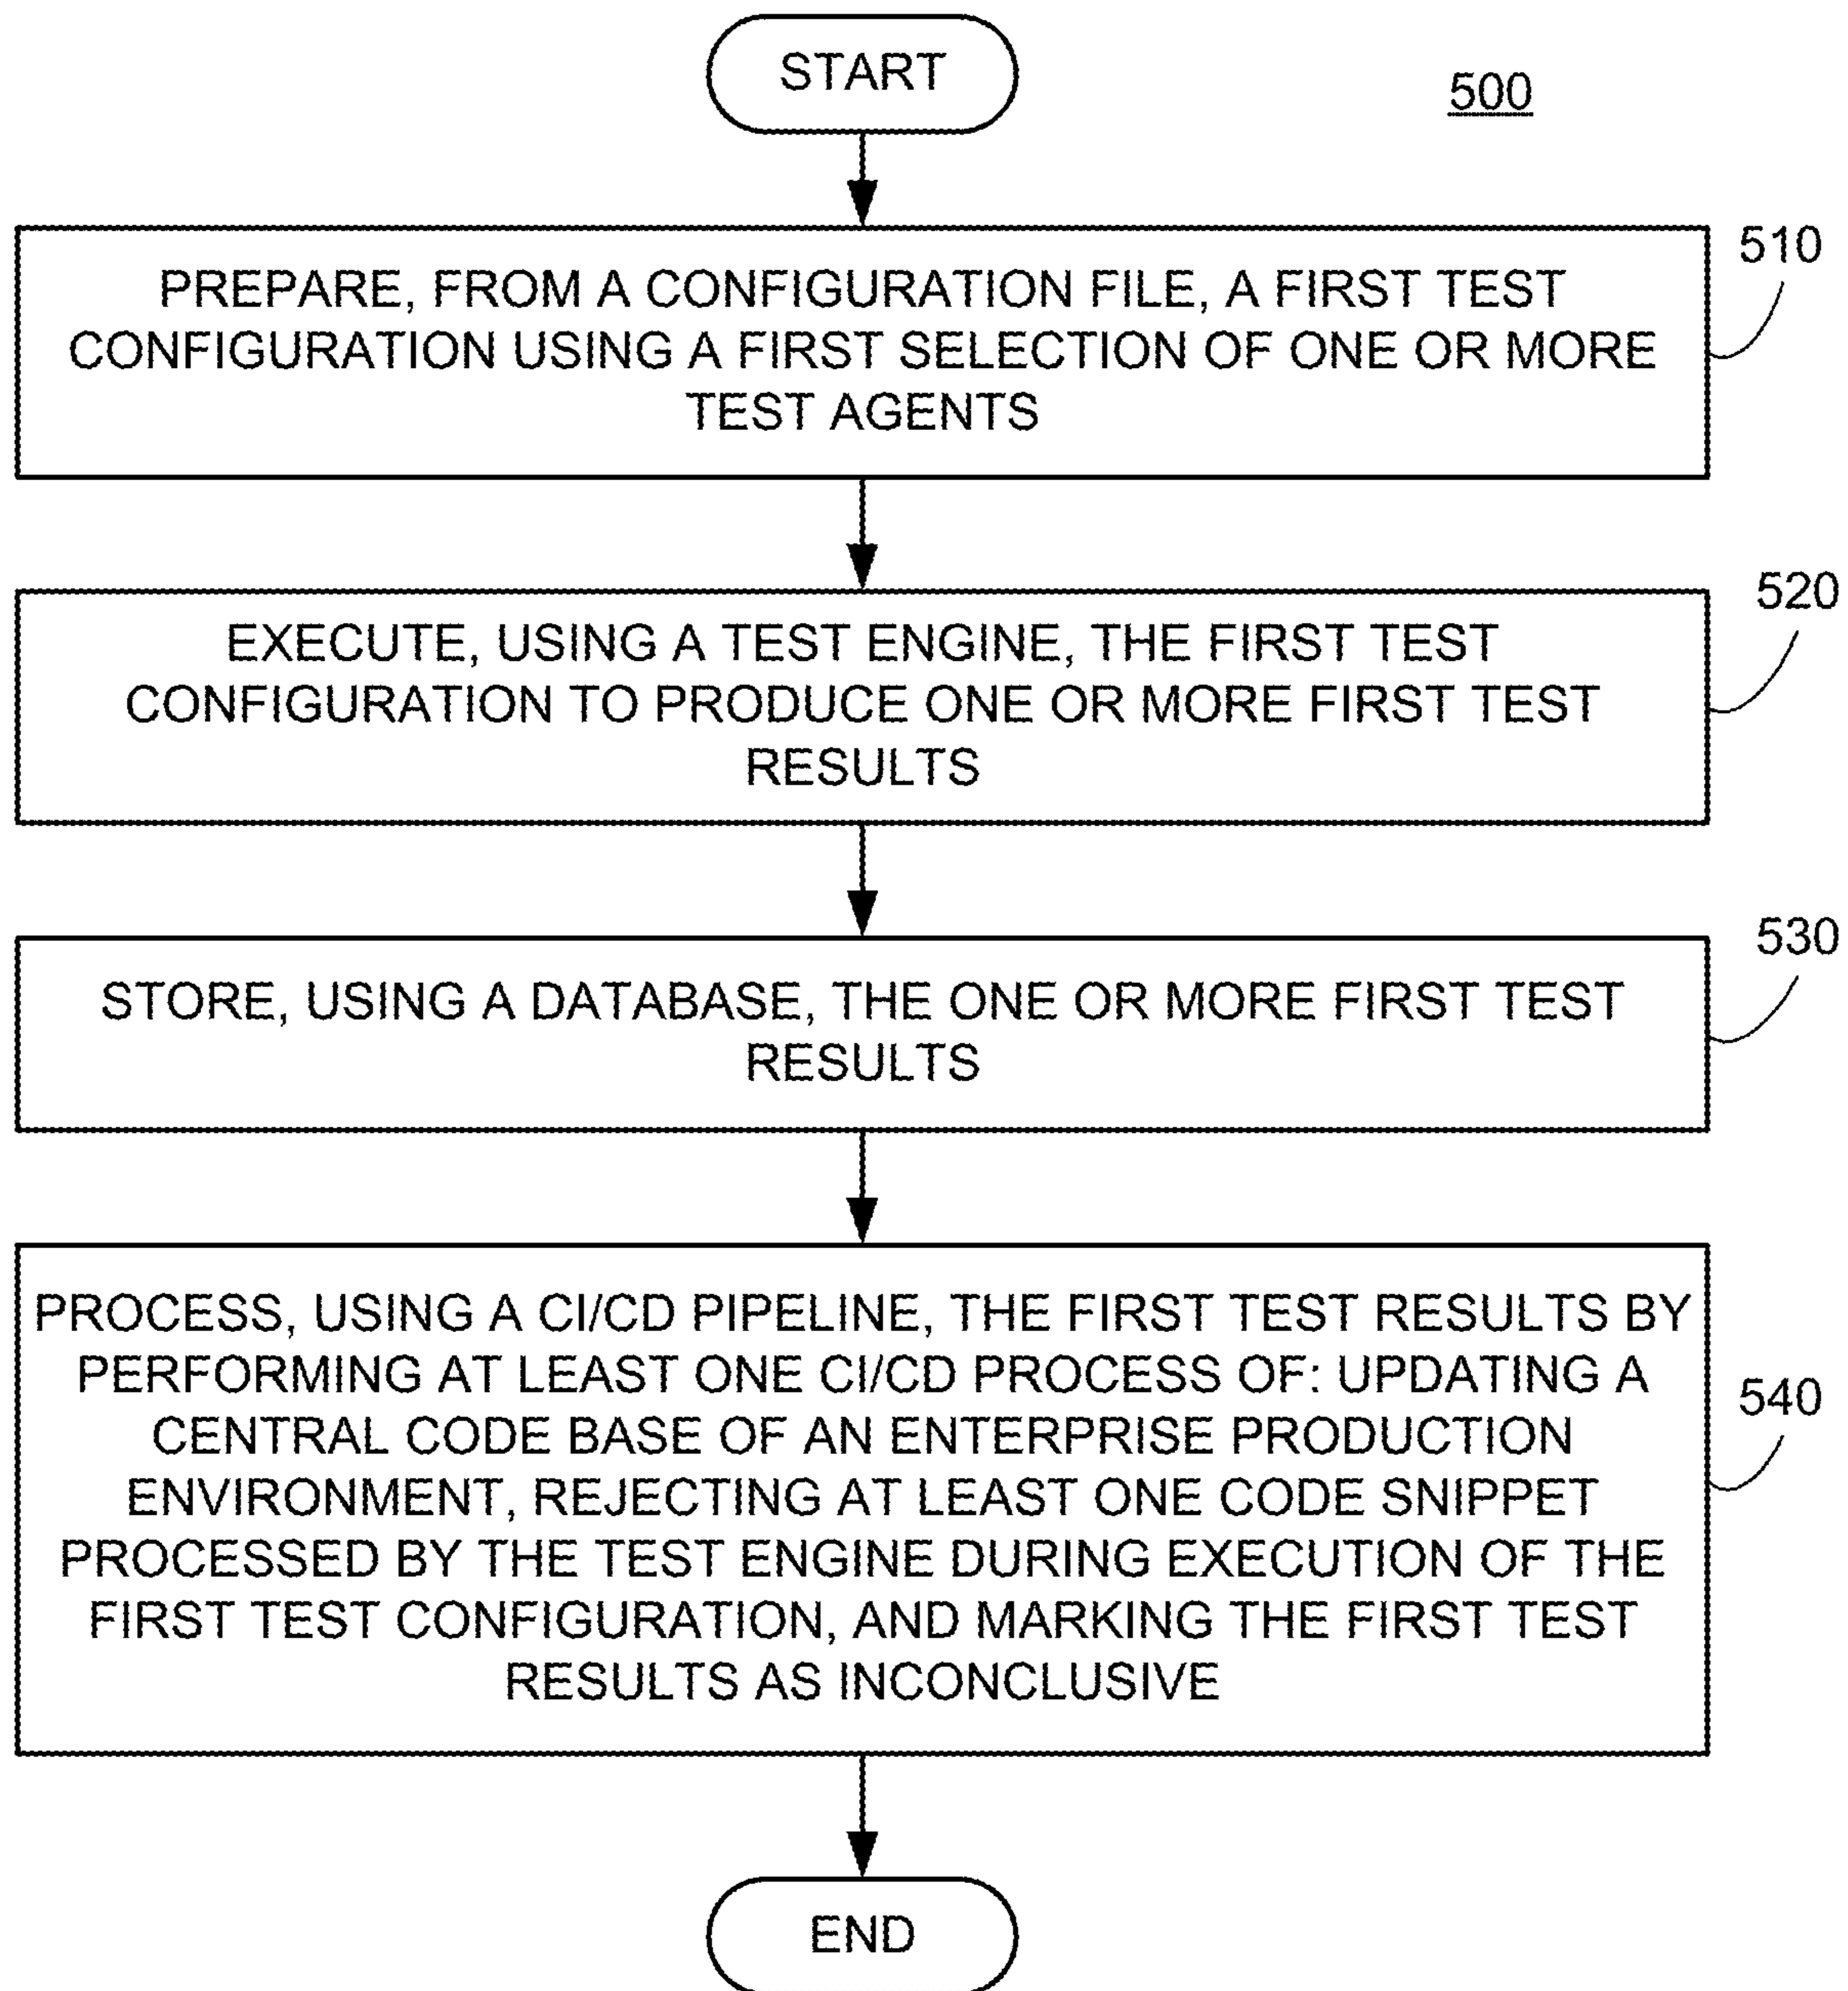 START
500
510
PREPARE, FROM A CONFIGURATION FILE, A FIRST TEST
CONFIGURATION USING A FIRST SELECTION OF ONE OR MORE
TEST AGENTS
520
EXECUTE, USING A TEST ENGINE, THE FIRST TEST
CONFIGURATION TO PRODUCE ONE OR MORE FIRST TEST
RESULTS
530
STORE, USING A DATABASE, THE ONE OR MORE FIRST TEST
RESULTS
PROCESS, USING A CI/CD PIPELINE, THE FIRST TEST RESULTS BY
PERFORMING AT LEAST ONE CI/CD PROCESS OF: UPDATING A
540
CENTRAL CODE BASE OF AN ENTERPRISE PRODUCTION
ENVIRONMENT, REJECTING AT LEAST ONE CODE SNIPPET
PROCESSED BY THE TEST ENGINE DURING EXECUTION OF THE
FIRST TEST CONFIGURATION, AND MARKING THE FIRST TEST
RESULTS AS INCONCLUSIVE
END